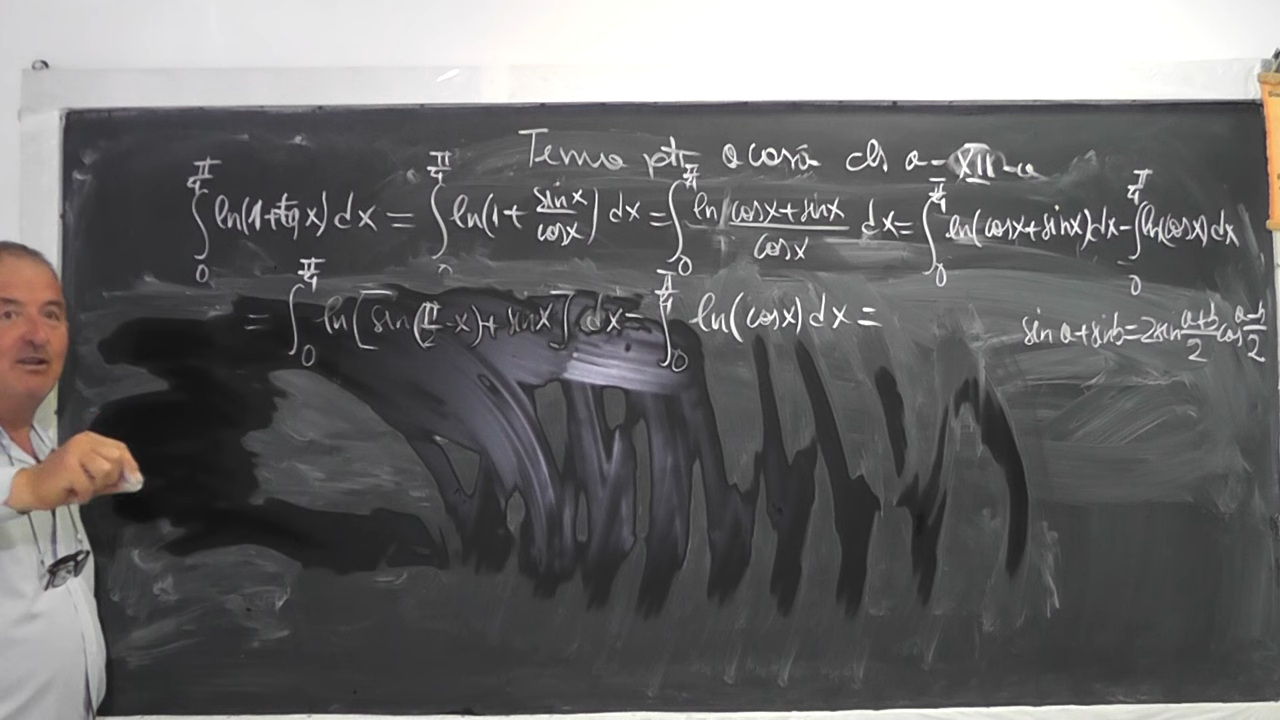 Tema ptr acasă cls a-XII-a
∫₀^{π/4} ln(1+tg x) dx = ∫₀^{π/4} ln(1+ sin x / cos x) dx = ∫₀^{π/4} ln (cos x + sin x)/cos x dx = ∫₀^{π/4} ln(cos x + sin x) dx - ∫₀^{π/4} ln(cos x) dx
= ∫₀^{π/4} ln[sin(π/2 - x) + sin x] dx - ∫₀^{π/4} ln(cos x) dx =
sin a + sin b = 2 sin (a+b)/2 cos (a-b)/2